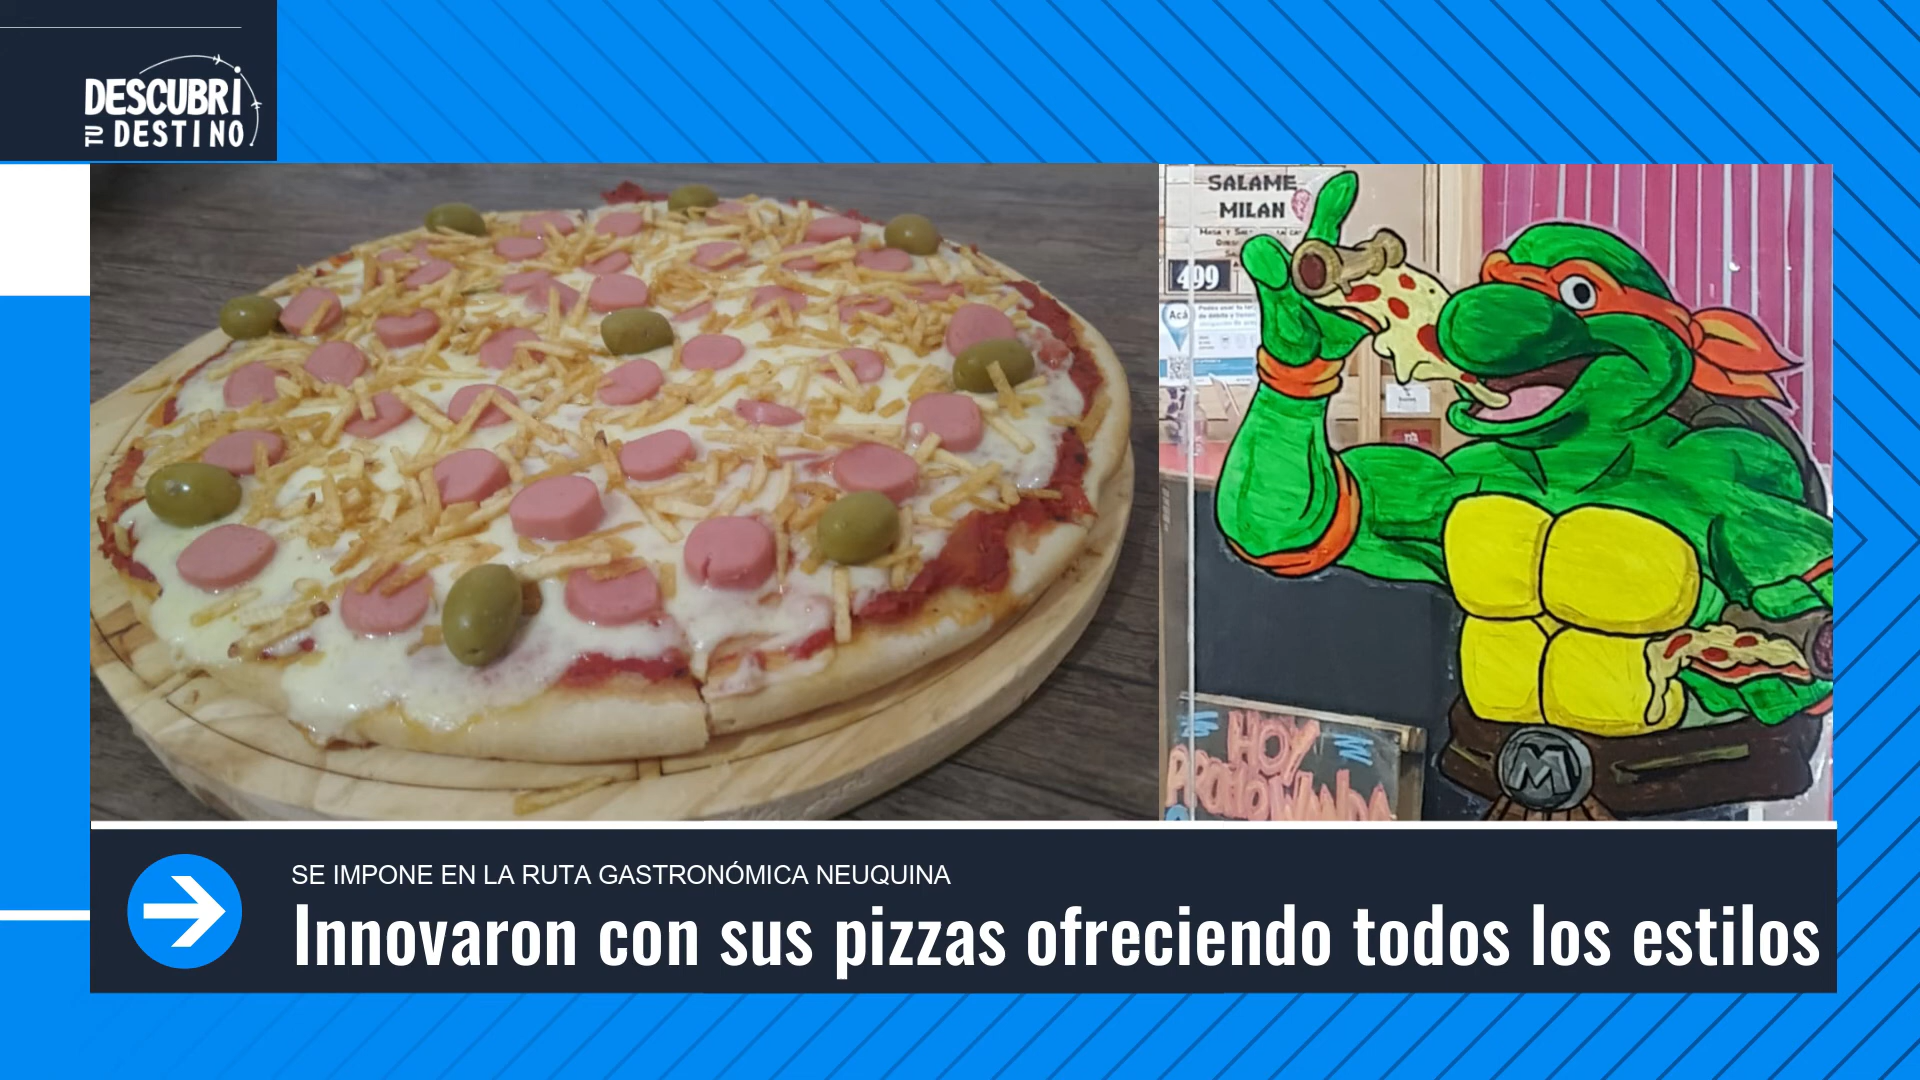 DESCUBRÍ
TU DESTINO
SALAME
MILAN
499
Acá
HOY
M
SE IMPONE EN LA RUTA GASTRONÓMICA NEUQUINA
Innovaron con sus pizzas ofreciendo todos los estilos